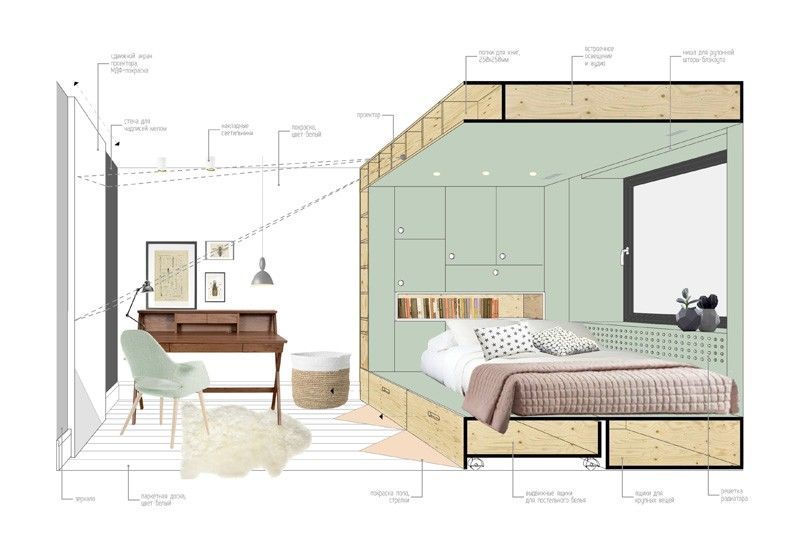 сдвижной экран
проектора,
МДФ-покраска
стена для
надписей мелом
накладные
светильники
покраска,
цвет белый
проектор
полки для книг,
250х250мм
встроенное
освещение
и аудио
ниша для рулонной
шторы-блэкаута
зеркало
паркетная доска,
цвет белый
покраска пола,
стрелки
выдвижные ящики
для постельного белья
ящики для
крупных вещей
решетка
радиатора